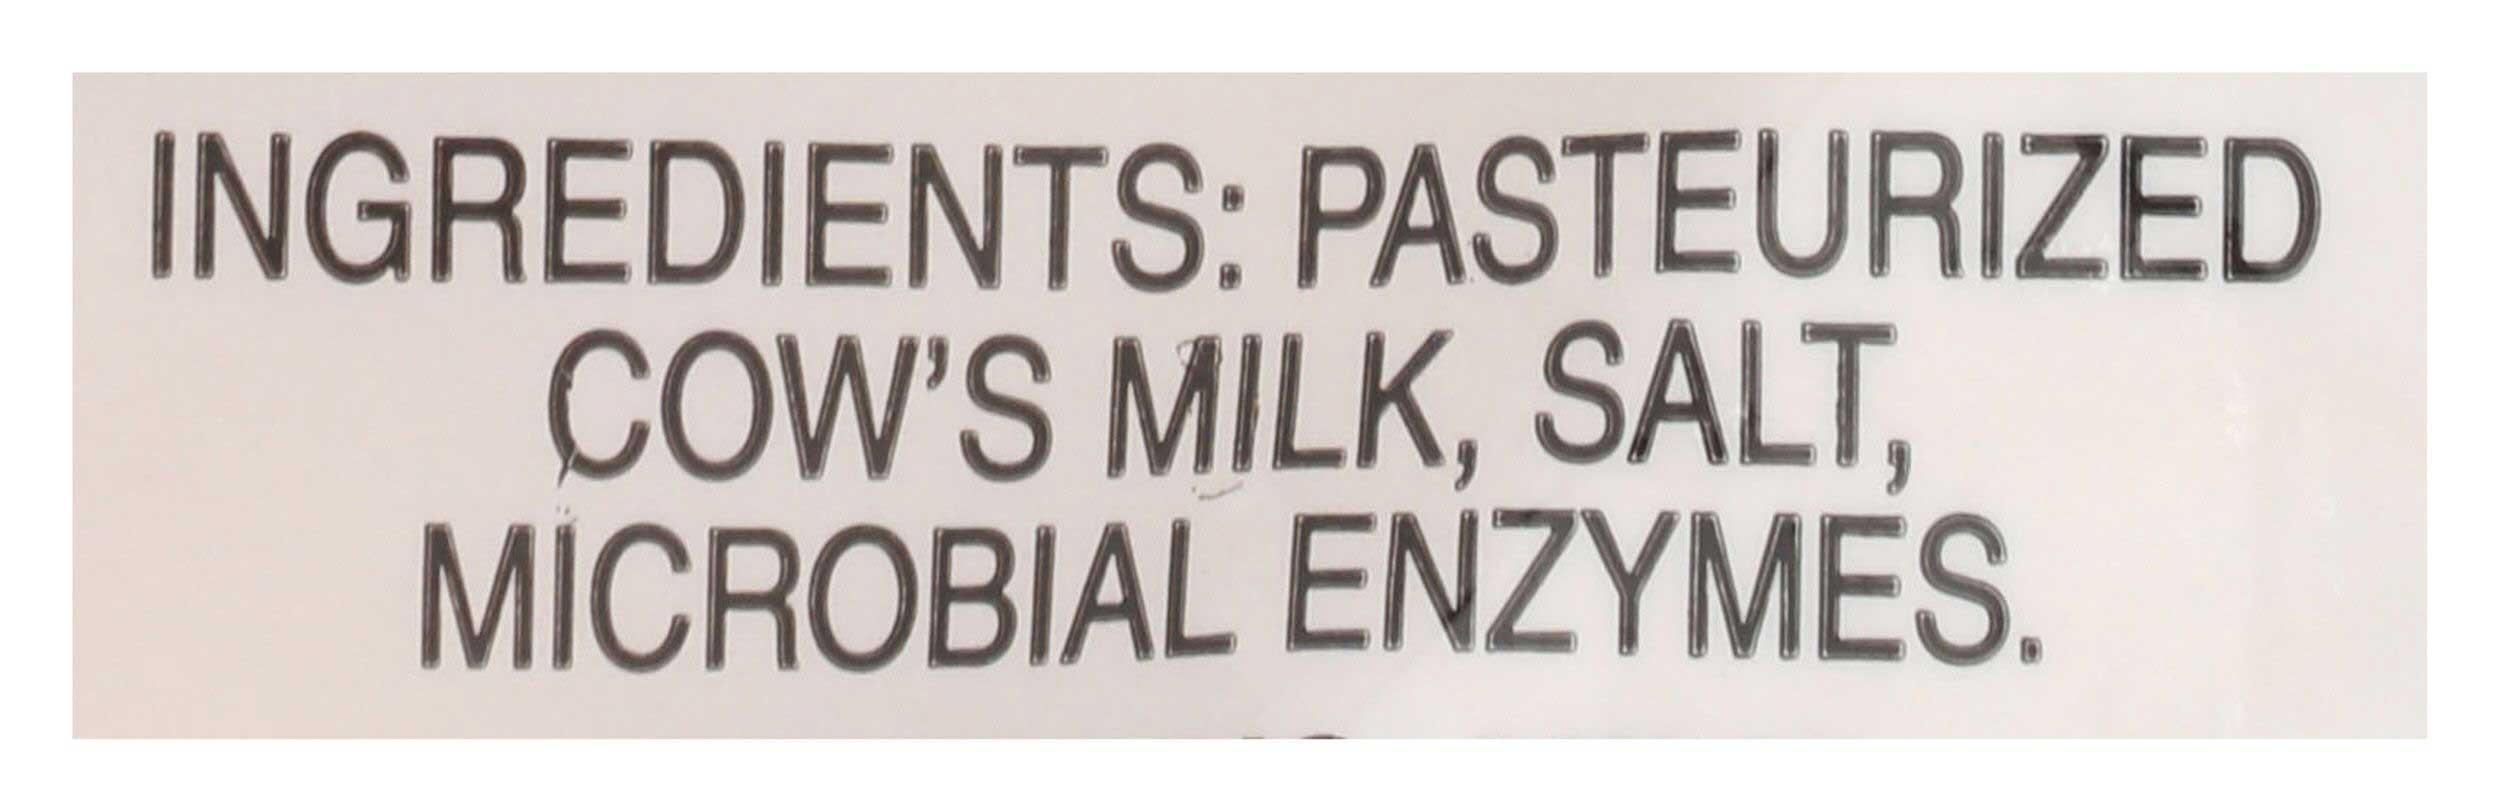 INGREDIENTS: PASTEURIZED
COW'S MILK, SALT,
MICROBIAL ENZYMES.